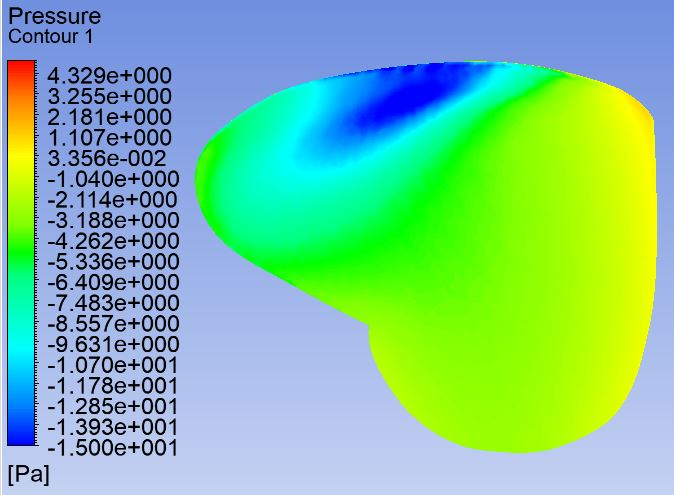 Pressure
Contour 1
4.329e+000
3.255e+000
2.181e+000
1.107e+000
3.356e-002
-1.040e+000
-2.114e+000
-3.188e+000
-4.262e+000
-5.336e+000
-6.409e+000
-7.483e+000
-8.557e+000
-9.631e+000
-1.070e+001
-1.178e+001
-1.285e+001
-1.393e+001
-1.500e+001
[Pa]